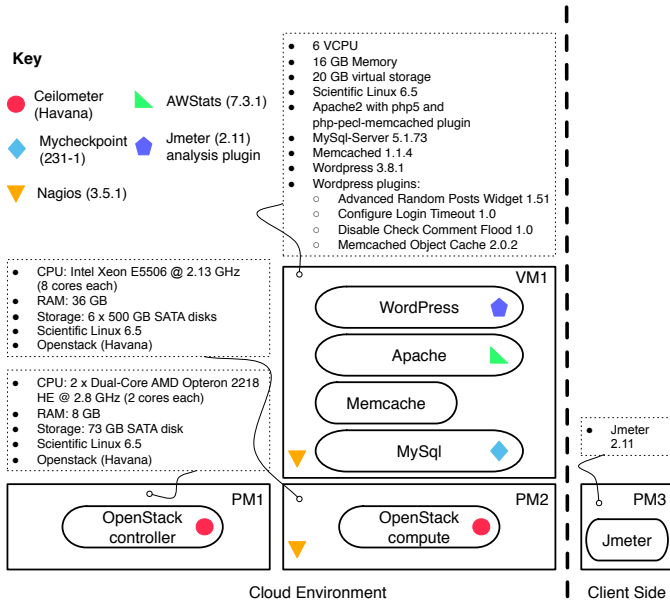 Key
Ceilometer
(Havana)
AWStats (7.3.1)
Mycheckpoint
(231-1)
Jmeter (2.11)
analysis plugin
Nagios (3.5.1)
● 6 VCPU
● 16 GB Memory
● 20 GB virtual storage
● Scientific Linux 6.5
● Apache2 with php5 and
php-pecl-memcached plugin
● MySql-Server 5.1.73
● Memcached 1.1.4
● Wordpress 3.8.1
● Wordpress plugins:
○ Advanced Random Posts Widget 1.51
○ Configure Login Timeout 1.0
○ Disable Check Comment Flood 1.0
○ Memcached Object Cache 2.0.2
● CPU: Intel Xeon E5506 @ 2.13 GHz
(8 cores each)
● RAM: 36 GB
● Storage: 6 x 500 GB SATA disks
● Scientific Linux 6.5
● Openstack (Havana)
● CPU: 2 x Dual-Core AMD Opteron 2218
HE @ 2.8 GHz (2 cores each)
● RAM: 8 GB
● Storage: 73 GB SATA disk
● Scientific Linux 6.5
● Openstack (Havana)
VM1
WordPress
Apache
Memcache
MySql
● Jmeter
2.11
PM1
OpenStack
controller
PM2
OpenStack
compute
PM3
Jmeter
Cloud Environment
Client Side